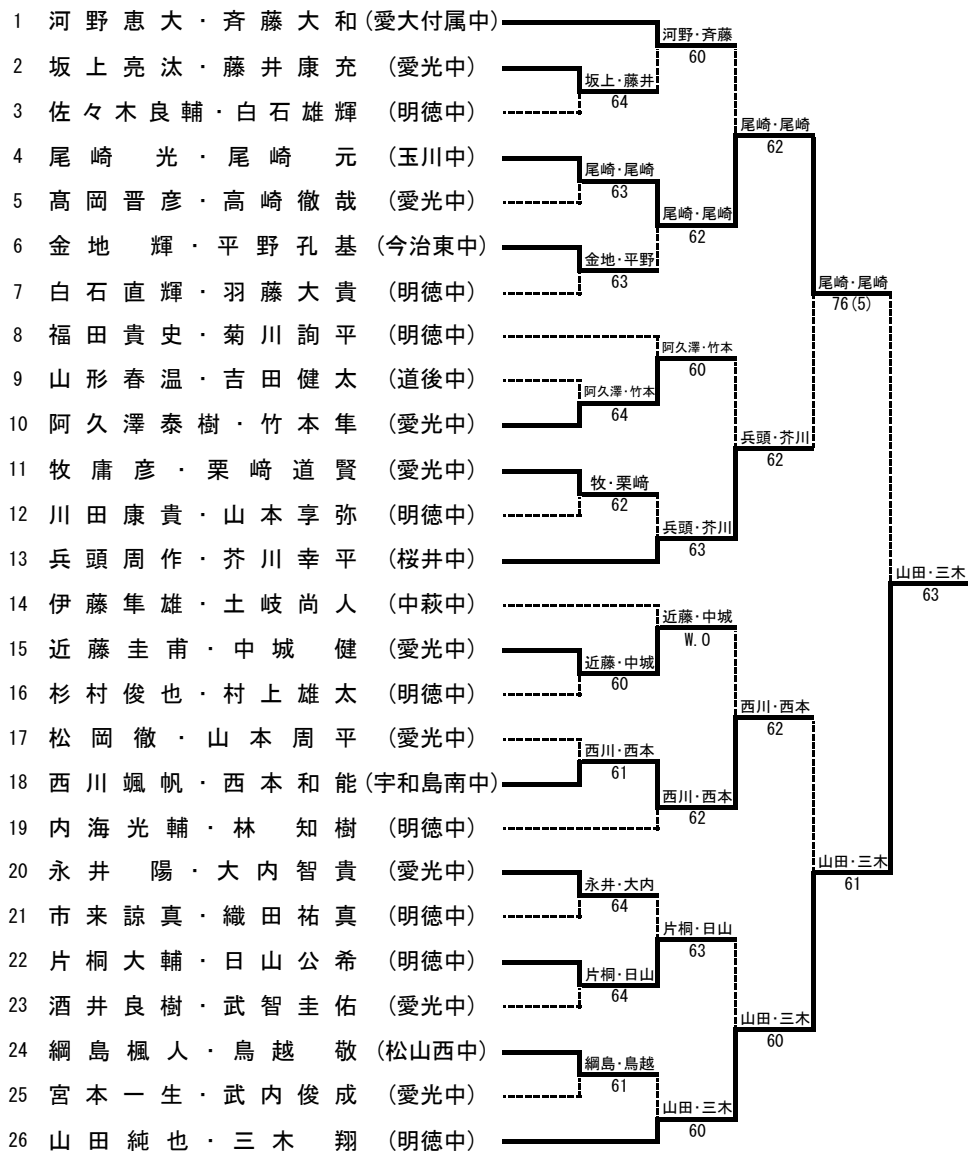 1 河野恵大・斉藤大和(愛大付属中)
2 坂上亮汰・藤井康充 (愛光中)
3 佐々木良輔・白石雄輝 (明徳中)
4 尾崎 光・尾崎 元 (玉川中)
5 髙岡晋彦・高崎徹哉 (愛光中)
6 金地 輝・平野孔基 (今治東中)
7 白石直輝・羽藤大貴 (明徳中)
8 福田貴史・菊川詢平 (明徳中)
9 山形春温・吉田健太 (道後中)
10 阿久澤泰樹・竹本隼 (愛光中)
11 牧庸彦・栗﨑道賢 (愛光中)
12 川田康貴・山本享弥 (明徳中)
13 兵頭周作・芥川幸平 (桜井中)
14 伊藤隼雄・土岐尚人 (中萩中)
15 近藤圭甫・中城 健 (愛光中)
16 杉村俊也・村上雄太 (明徳中)
17 松岡徹・山本周平 (愛光中)
18 西川颯帆・西本和能(宇和島南中)
19 内海光輔・林 知樹 (明徳中)
20 永井 陽・大内智貴 (愛光中)
21 市来諒真・織田祐真 (明徳中)
22 片桐大輔・日山公希 (明徳中)
23 酒井良樹・武智圭佑 (愛光中)
24 綱島楓人・鳥越 敬 (松山西中)
25 宮本一生・武内俊成 (愛光中)
26 山田純也・三木 翔 (明徳中)
坂上・藤井
64
尾崎・尾崎
63
金地・平野
63
阿久澤・竹本
64
牧・栗﨑
62
近藤・中城
60
西川・西本
61
永井・大内
64
片桐・日山
64
綱島・鳥越
61
河野・斉藤
60
尾崎・尾崎
62
阿久澤・竹本
60
兵頭・芥川
63
近藤・中城
W.O
西川・西本
62
片桐・日山
63
山田・三木
60
尾崎・尾崎
62
兵頭・芥川
62
西川・西本
62
山田・三木
60
尾崎・尾崎
76(5)
山田・三木
61
山田・三木
63